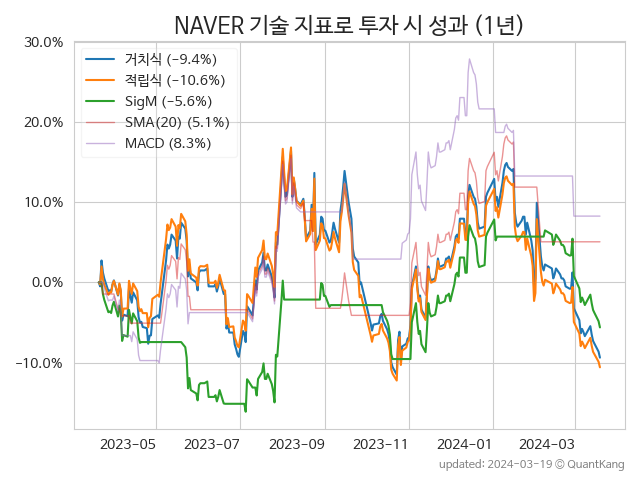 NAVER 기술 지표로 투자 시 성과 (1년)
30.0%
20.0%
10.0%
0.0%
−10.0%
거치식 (−9.4%)
적립식 (−10.6%)
SigM (−5.6%)
SMA(20) (5.1%)
MACD (8.3%)
2023-05
2023-07
2023-09
2023-11
2024-01
2024-03
updated: 2024-03-19 © QuantKang